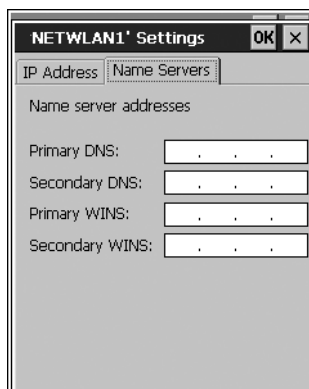 'NETWLAN1' Settings OK ×
IP Address Name Servers
Name server addresses
Primary DNS: . . .
Secondary DNS: . . .
Primary WINS: . . .
Secondary WINS: . . .